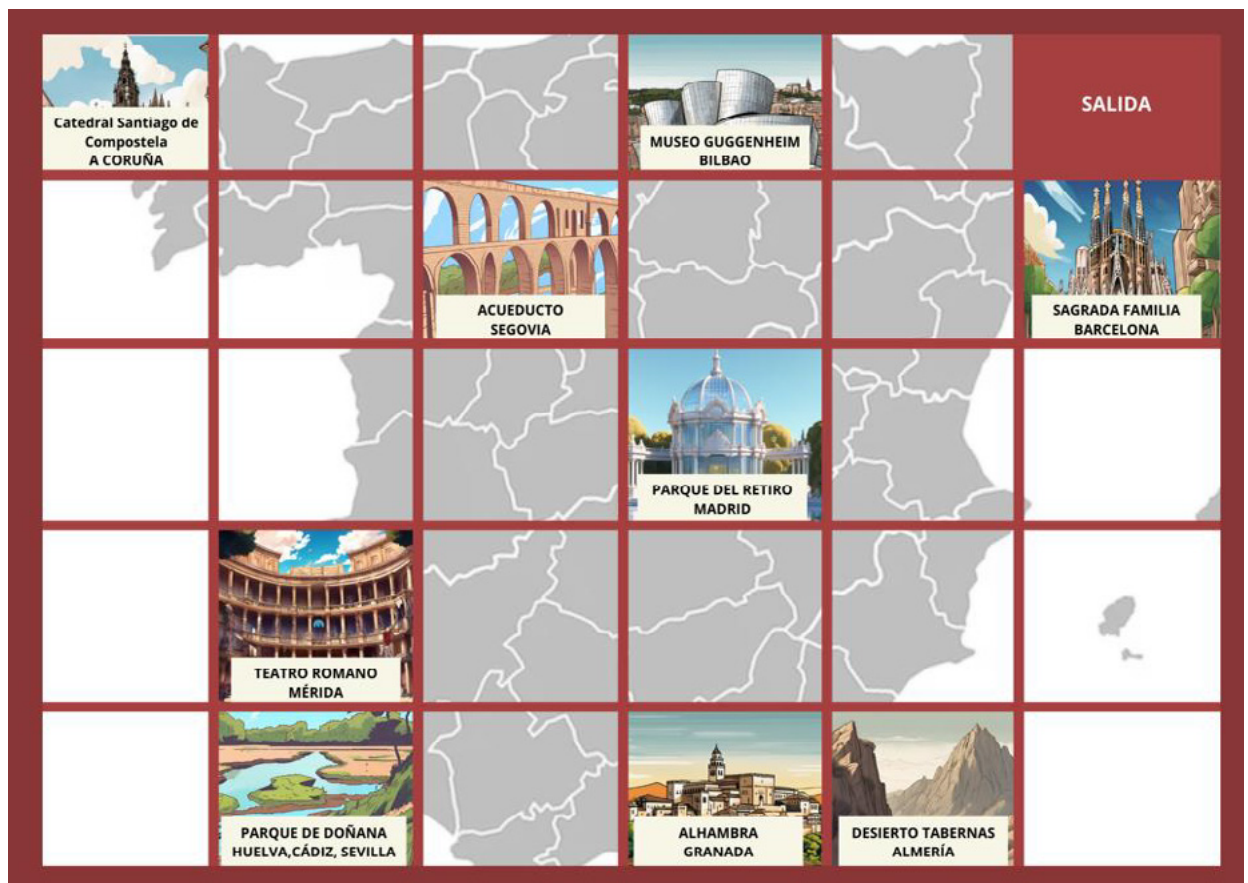 Catedral Santiago de
Compostela
A CORUÑA
MUSEO GUGGENHEIM
BILBAO
SALIDA
ACUEDUCTO
SEGOVIA
SAGRADA FAMILIA
BARCELONA
PARQUE DEL RETIRO
MADRID
TEATRO ROMANO
MÉRIDA
PARQUE DE DOÑANA
HUELVA,CÁDIZ, SEVILLA
ALHAMBRA
GRANADA
DESIERTO TABERNAS
ALMERÍA